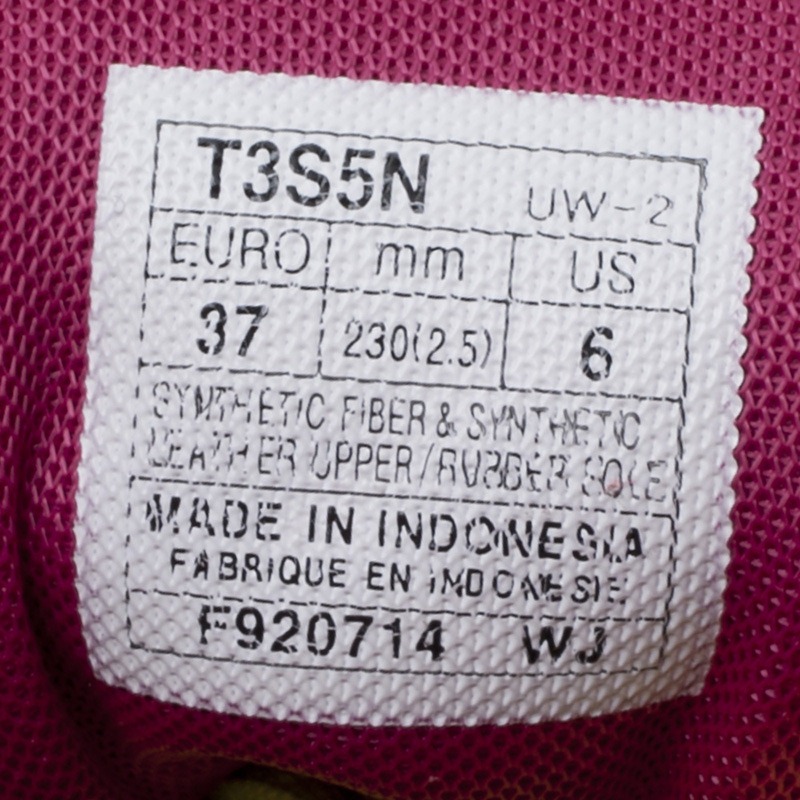 T3S5N UW-2
EURO mm US
37 230(2.5) 6
SYNTHETIC FIBER & SYNTHETIC
LEATHER UPPER/RUBBER SOLE
MADE IN INDONESIA
FABRIQUE EN INDONESIE
F920714 WJ